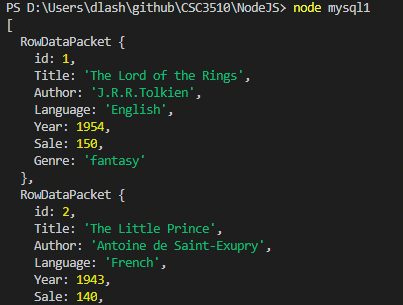 PS D:\Users\dlash\github\CSC3510\NodeJS> node mysql1
[
  RowDataPacket {
    id: 1,
    Title: 'The Lord of the Rings',
    Author: 'J.R.R.Tolkien',
    Language: 'English',
    Year: 1954,
    Sale: 150,
    Genre: 'fantasy'
  },
  RowDataPacket {
    id: 2,
    Title: 'The Little Prince',
    Author: 'Antoine de Saint-Exupry',
    Language: 'French',
    Year: 1943,
    Sale: 140,